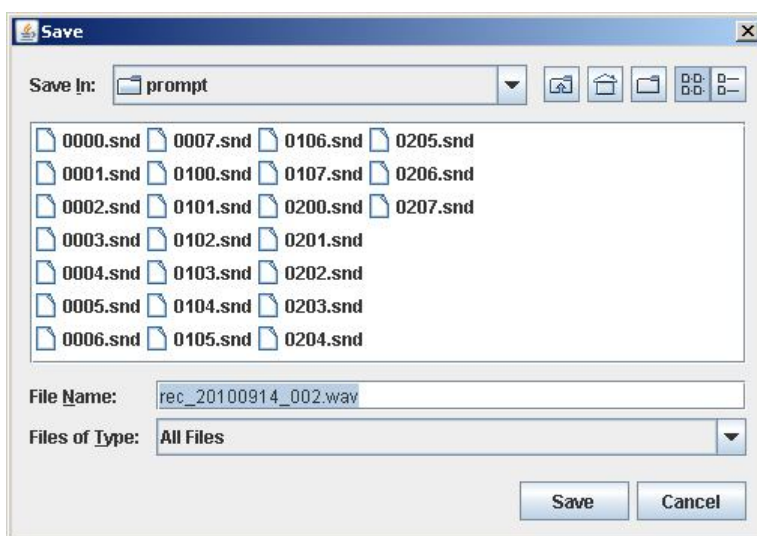 Save
Save In: prompt
0000.snd 0007.snd 0106.snd 0205.snd
0001.snd 0100.snd 0107.snd 0206.snd
0002.snd 0101.snd 0200.snd 0207.snd
0003.snd 0102.snd 0201.snd
0004.snd 0103.snd 0202.snd
0005.snd 0104.snd 0203.snd
0006.snd 0105.snd 0204.snd
File Name: rec_20100914_002.wav
Files of Type: All Files
Save Cancel